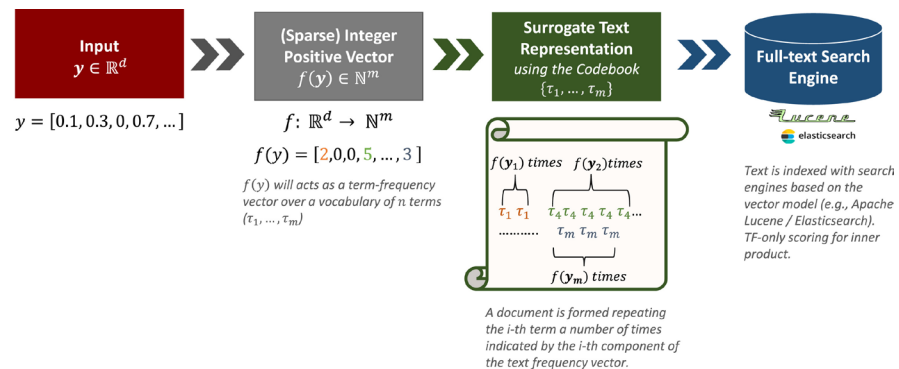 Input
y ∈ ℝᵈ
y = [0.1, 0.3, 0, 0.7, …]
(Sparse) Integer
Positive Vector
f(y) ∈ ℕᵐ
f: ℝᵈ → ℕᵐ
f(y) = [2,0,0,5, … , 3 ]
f(y) will acts as a term-frequency
vector over a vocabulary of n terms
(τ₁, … , τₘ)
Surrogate Text
Representation
using the Codebook
{τ₁, … , τₘ}
f(y₁) times f(y₂)times
τ₁ τ₁ τ₄τ₄ τ₄ τ₄ τ₄…
………..  τₘ τₘ τₘ
f(yₘ) times
A document is formed repeating
the i-th term a number of times
indicated by the i-th component of
the text frequency vector.
Full-text Search
Engine
Lucene
elasticsearch
Text is indexed with search
engines based on the
vector model (e.g., Apache
Lucene / Elasticsearch).
TF-only scoring for inner
product.